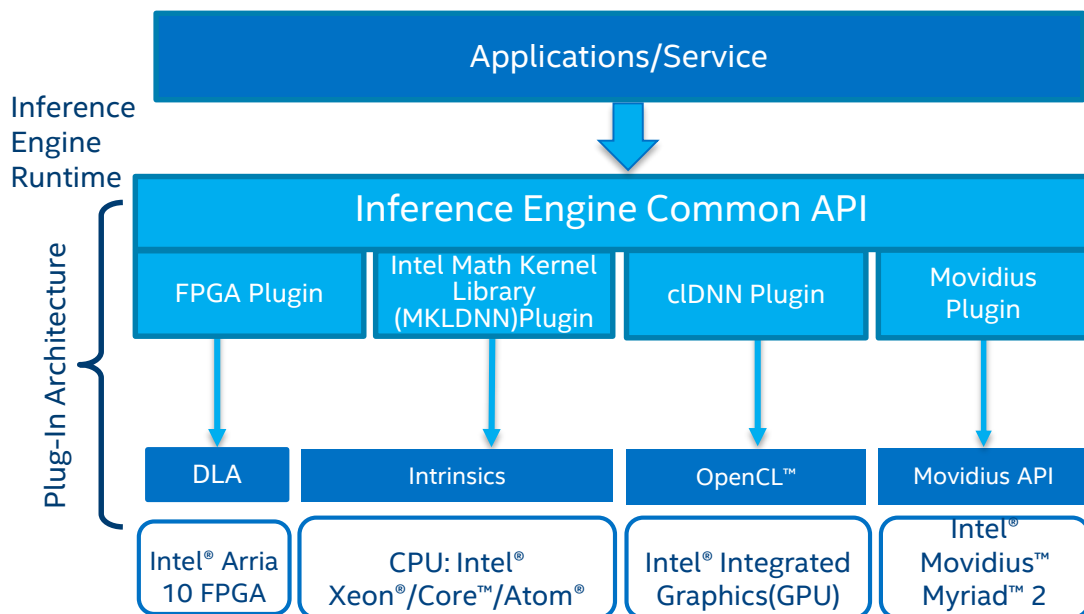 Applications/Service
Inference
Engine
Runtime
Inference Engine Common API
FPGA Plugin
Intel Math Kernel
Library
(MKLDNN)Plugin
clDNN Plugin
Movidius
Plugin
Plug-In Architecture
DLA
Intrinsics
OpenCL™
Movidius API
Intel® Arria
10 FPGA
CPU: Intel®
Xeon®/Core™/Atom®
Intel® Integrated
Graphics(GPU)
Intel®
Movidius™
Myriad™ 2